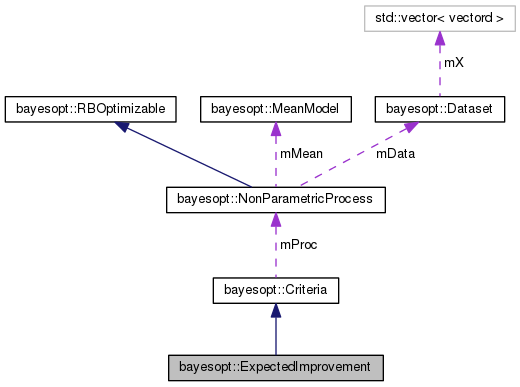 std::vector< vectord >
mX
bayesopt::RBOptimizable
bayesopt::MeanModel
bayesopt::Dataset
mMean
mData
bayesopt::NonParametricProcess
mProc
bayesopt::Criteria
bayesopt::ExpectedImprovement